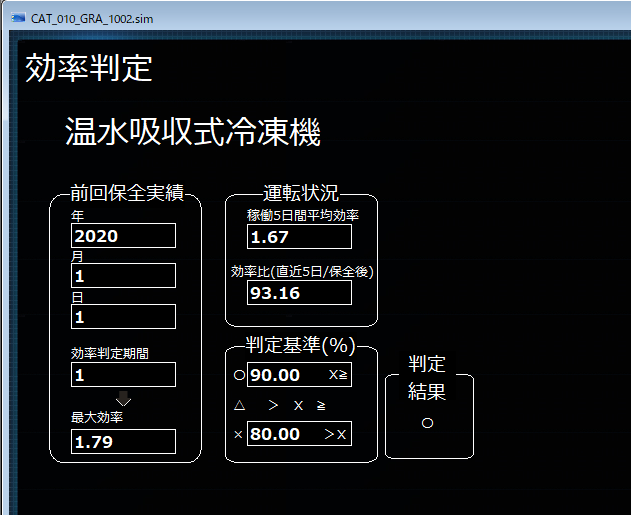 CAT_010_GRA_1002.sim
効率判定
温水吸収式冷凍機
前回保全実績
年
2020
月
1
日
1
効率判定期間
1
最大効率
1.79
運転状況
稼働5日間平均効率
1.67
効率比(直近5日/保全後)
93.16
判定基準(%)
○ 90.00 X≧
△ > X ≧
× 80.00 >X
判定
結果
○